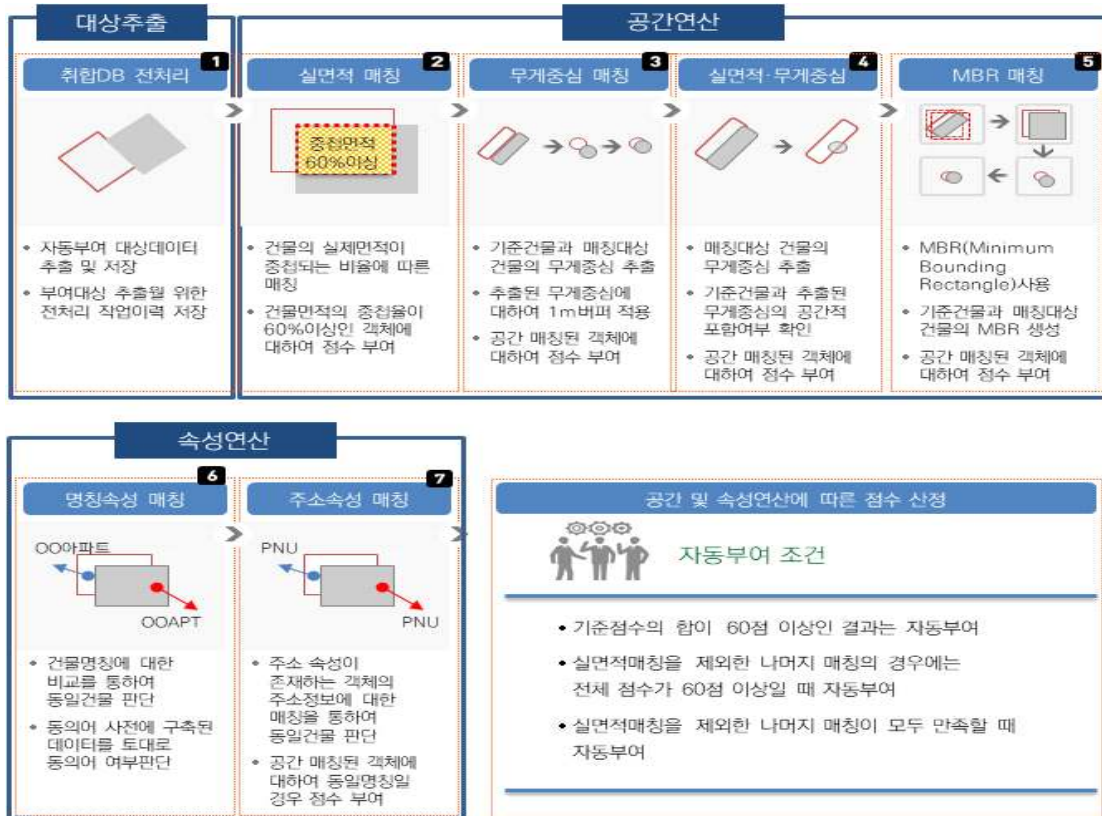 대상추출
공간연산
1
취합DB 전처리
2
실면적 매칭
3
무게중심 매칭
4
실면적·무게중심
5
MBR 매칭
중첩면적
60%이상
• 자동부여 대상데이터
추출 및 저장
• 부여대상 추출월 위한
전처리 작업이력 저장
• 건물의 실제면적이
중첩되는 비율에 따른
매칭
• 건물면적의 중첩율이
60%이상인 객체에
대하여 점수 부여
• 기준건물과 매칭대상
건물의 무게중심 추출
• 추출된 무게중심에
대하여 1m버퍼 적용
• 공간 매칭된 객체에
대하여 점수 부여
• 매칭대상 건물의
무게중심 추출
• 기준건물과 추출된
무게중심의 공간적
포함여부 확인
• 공간 매칭된 객체에
대하여 점수 부여
• MBR(Minimum
Bounding
Rectangle)사용
• 기준건물과 매칭대상
건물의 MBR 생성
• 공간 매칭된 객체에
대하여 점수 부여
속성연산
6
명칭속성 매칭
7
주소속성 매칭
OO아파트
OOAPT
PNU
PNU
• 건물명칭에 대한
비교를 통하여
동일건물 판단
• 동의어 사전에 구축된
데이터를 토대로
동의어 여부판단
• 주소 속성이
존재하는 객체의
주소정보에 대한
매칭을 통하여
동일건물 판단
• 공간 매칭된 객체에
대하여 동일명칭일
경우 점수 부여
공간 및 속성연산에 따른 점수 산정
자동부여 조건
• 기준점수의 합이 60점 이상인 결과는 자동부여
• 실면적매칭을 제외한 나머지 매칭의 경우에는
전체 점수가 60점 이상일 때 자동부여
• 실면적매칭을 제외한 나머지 매칭이 모두 만족할 때
자동부여